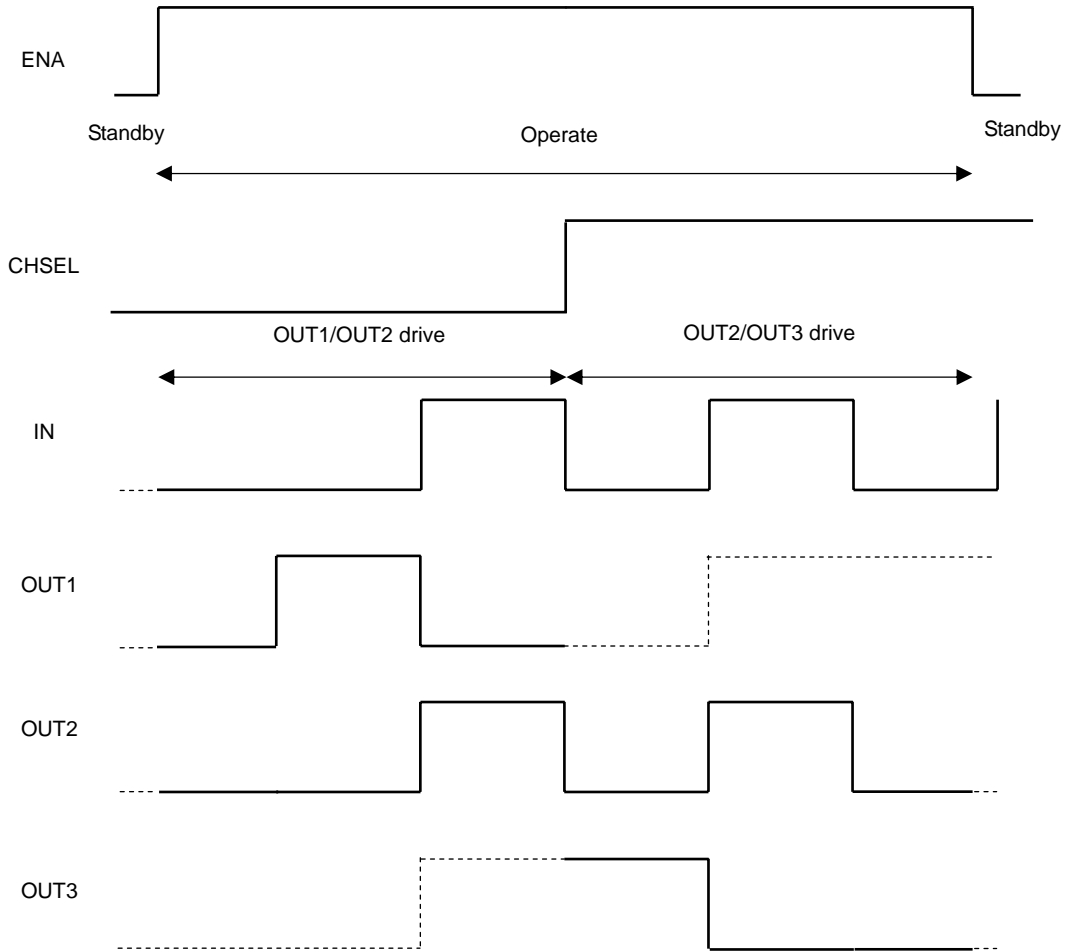 ENA
Standby
Operate
Standby
CHSEL
OUT1/OUT2 drive
OUT2/OUT3 drive
IN
OUT1
OUT2
OUT3